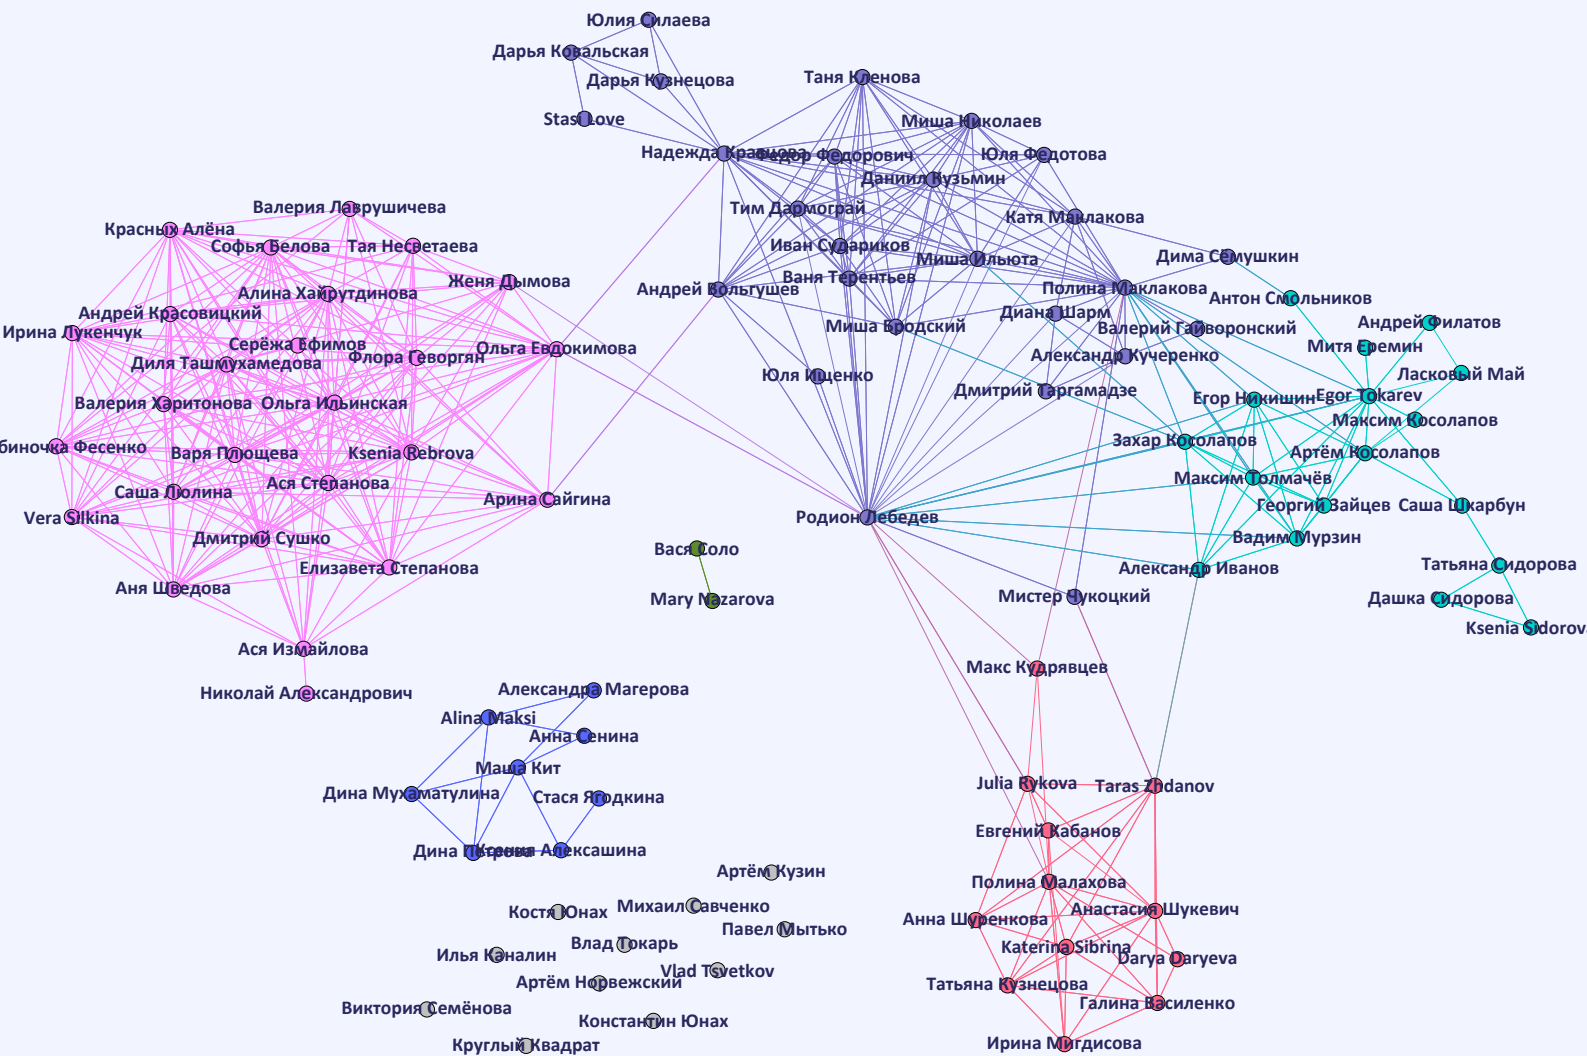 Юлия Силаева
Дарья Ковальская
Дарья Кузнецова
Таня Кленова
Stasi Love
Миша Николаев
Надежда Кравцова
Федор Федорович
Юля Федотова
Даниил Кузьмин
Валерия Лаврушичева
Тим Дармограй
Катя Маклакова
Красных Алёна
Софья Белова
Тая Несветаева
Иван Судариков
Миша Ильюта
Дима Сёмушкин
Женя Дымова
Ваня Терентьев
Андрей Вольгушев
Полина Маклакова
Алина Хайрутдинова
Антон Смольников
Андрей Красовицкий
Диана Шарм
Ирина Лукенчук
Миша Бродский
Валерий Гайворонский
Андрей Филатов
Серёжа Ефимов
Флора Геворгян
Ольга Евдокимова
Митя Еремин
Диля Ташмухамедова
Александр Кучеренко
Юля Ищенко
Ласковый Май
Дмитрий Таргамадзе
Егор Никишин
Egor Tokarev
Валерия Харитонова
Ольга Ильинская
Максим Косолапов
Захар Косолапов
биночка Фесенко
Варя Плющева
Ksenia Rebrova
Артём Косолапов
Ася Степанова
Максим Толмачёв
Саша Люлина
Арина Сайгина
Георгий Зайцев
Саша Шкарбун
Vera Silkina
Родион Лебедев
Дмитрий Сушко
Вадим Мурзин
Вася Соло
Елизавета Степанова
Александр Иванов
Татьяна Сидорова
Аня Шведова
Mary Nazarova
Мистер Чукоцкий
Дашка Сидорова
Ksenia Sidorova
Ася Измайлова
Макс Кудрявцев
Николай Александрович
Александра Магерова
Alina Maksi
Анна Сенина
Маша Кит
Julia Rykova
Taras Zhdanov
Дина Мухаматулина
Стася Ягодкина
Евгений Кабанов
Дина Петрова
Ксения Алексашина
Артём Кузин
Полина Малахова
Костя Юнах
Михаил Савченко
Анна Шуренкова
Анастасия Шукевич
Павел Мытько
Влад Токарь
Katerina Sibrina
Илья Каналин
Darya Daryeva
Vlad Tsvetkov
Артём Норвежский
Татьяна Кузнецова
Виктория Семёнова
Галина Василенко
Константин Юнах
Круглый Квадрат
Ирина Мигдисова